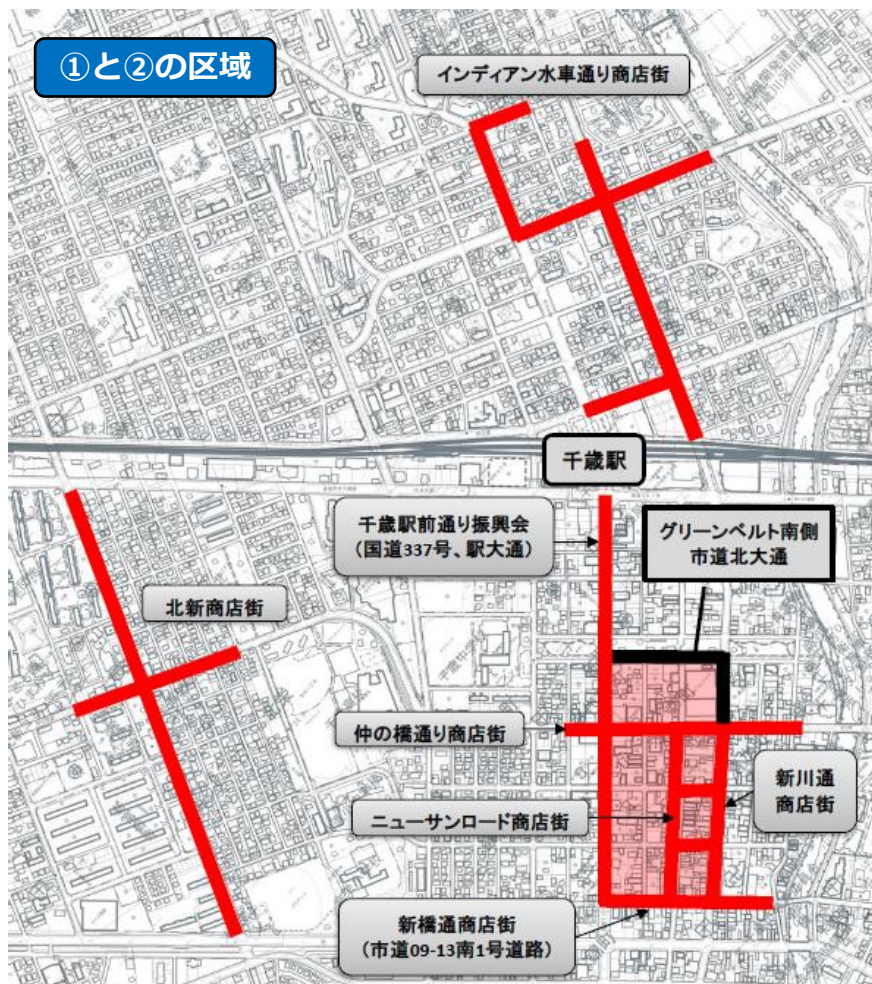 ①と②の区域
インディアン水車通り商店街
千歳駅
千歳駅前通り振興会
(国道337号、駅大通)
グリーンベルト南側
市道北大通
北新商店街
仲の橋通り商店街
新川通
商店街
ニューサンロード商店街
新橋通商店街
(市道09-13南1号道路)